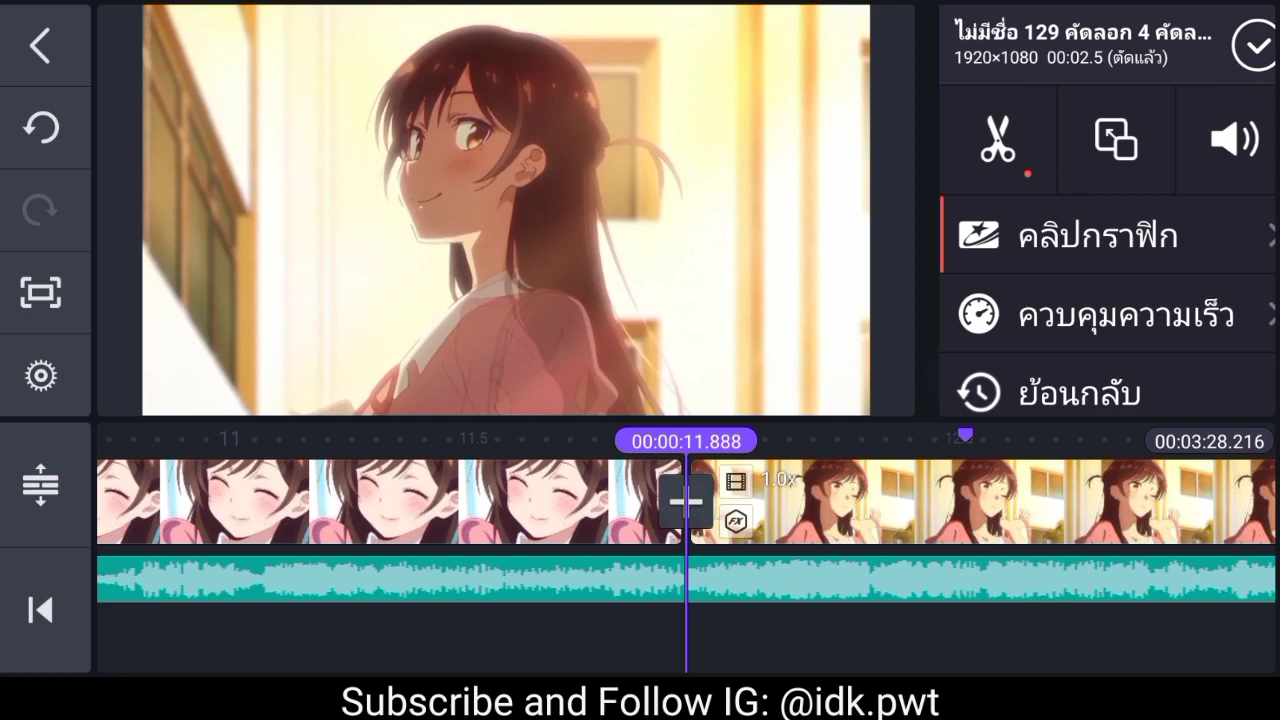 ไม่มีชื่อ 129 คัดลอก 4 คัดล...
1920×1080 00:02.5 (ตัดแล้ว)
คลิปกราฟิก
ควบคุมความเร็ว
ย้อนกลับ
11
11.5
00:00:11.888
00:03:28.216
1.0x
FX
Subscribe and Follow IG: @idk.pwt